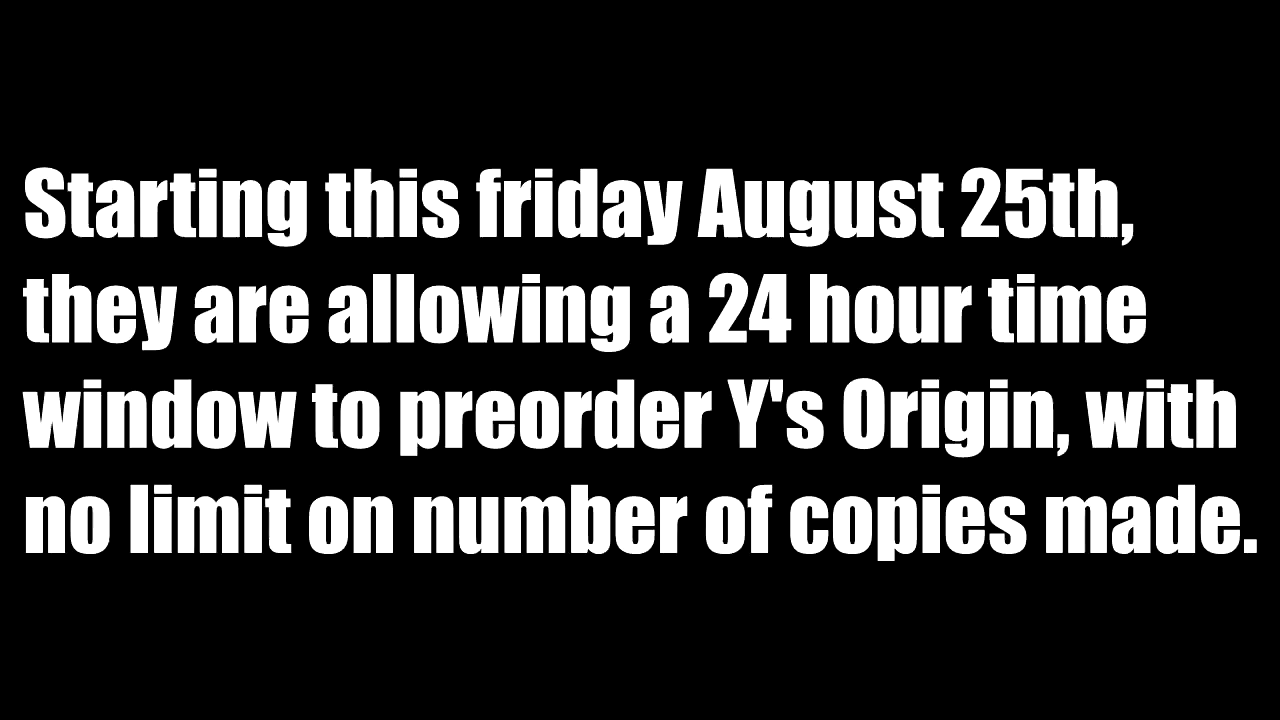 Starting this friday August 25th,
they are allowing a 24 hour time
window to preorder Y's Origin, with
no limit on number of copies made.